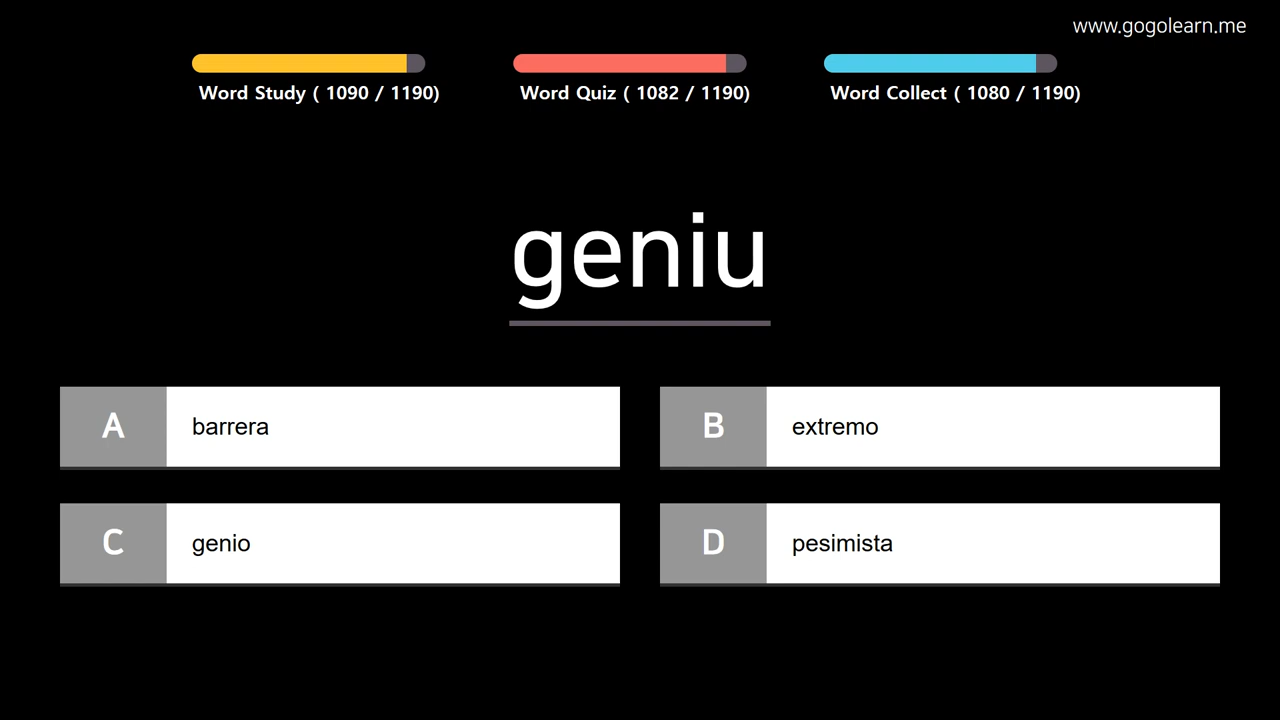 www.gogolearn.me
Word Study ( 1090 / 1190)
Word Quiz ( 1082 / 1190)
Word Collect ( 1080 / 1190)
geniu
A barrera
B extremo
C genio
D pesimista